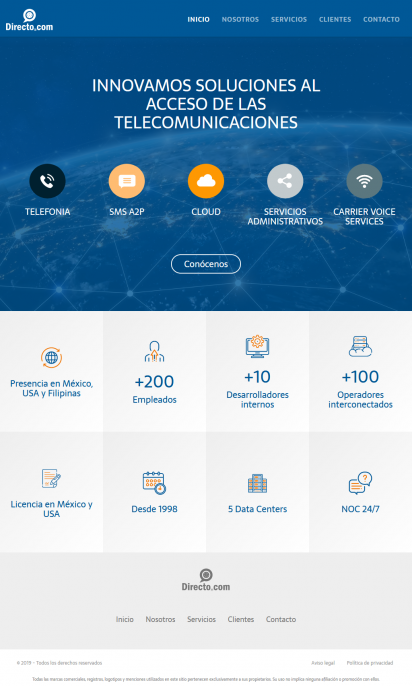 Directo.com
INICIO NOSOTROS SERVICIOS CLIENTES CONTACTO
INNOVAMOS SOLUCIONES AL
ACCESO DE LAS
TELECOMUNICACIONES
TELEFONIA SMS A2P CLOUD SERVICIOS ADMINISTRATIVOS CARRIER VOICE SERVICES
Conócenos
Presencia en México,
USA y Filipinas
+200
Empleados
+10
Desarrolladores
internos
+100
Operadores
interconectados
Licencia en México y
USA
Desde 1998
5 Data Centers
NOC 24/7
Directo.com
Inicio Nosotros Servicios Clientes Contacto
© 2019 - Todos los derechos reservados Aviso legal Política de privacidad
Todas las marcas comerciales, registros, logotipos y menciones utilizadas en este sitio pertenecen exclusivamente a sus propietarios. Su uso no implica ninguna afiliación o promoción con ellos.